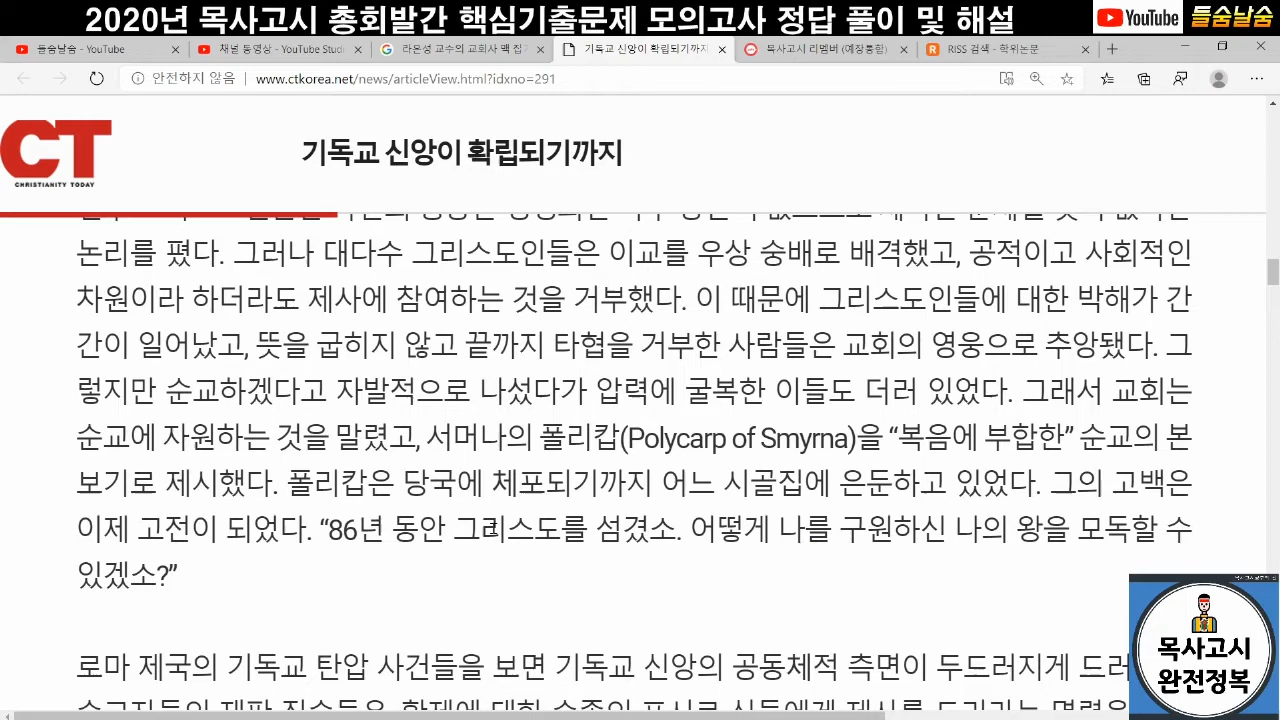 2020년 목사고시 총회발간 핵심기출문제 모의고사 정답 풀이 및 해설
YouTube 들숨날숨
들숨날숨 - YouTube
채널 동영상 - YouTube Stud
라은성 교수의 교회사 맥 잡
기독교 신앙이 확립되기까지
목사고시 리멤버 (예장통합)
RISS 검색 - 학위논문
안전하지 않음 | www.ctkorea.net/news/articleView.html?idxno=291
CT
CHRISTIANITY TODAY
기독교 신앙이 확립되기까지
논리를 폈다. 그러나 대다수 그리스도인들은 이교를 우상 숭배로 배격했고, 공적이고 사회적인
차원이라 하더라도 제사에 참여하는 것을 거부했다. 이 때문에 그리스도인들에 대한 박해가 간
간이 일어났고, 뜻을 굽히지 않고 끝까지 타협을 거부한 사람들은 교회의 영웅으로 추앙됐다. 그
렇지만 순교하겠다고 자발적으로 나섰다가 압력에 굴복한 이들도 더러 있었다. 그래서 교회는
순교에 자원하는 것을 말렸고, 서머나의 폴리캅(Polycarp of Smyrna)을 “복음에 부합한” 순교의 본
보기로 제시했다. 폴리캅은 당국에 체포되기까지 어느 시골집에 은둔하고 있었다. 그의 고백은
이제 고전이 되었다. “86년 동안 그리스도를 섬겼소. 어떻게 나를 구원하신 나의 왕을 모독할 수
있겠소?”
로마 제국의 기독교 탄압 사건들을 보면 기독교 신앙의 공동체적 측면이 두드러지게 드러
목사고시
완전정복